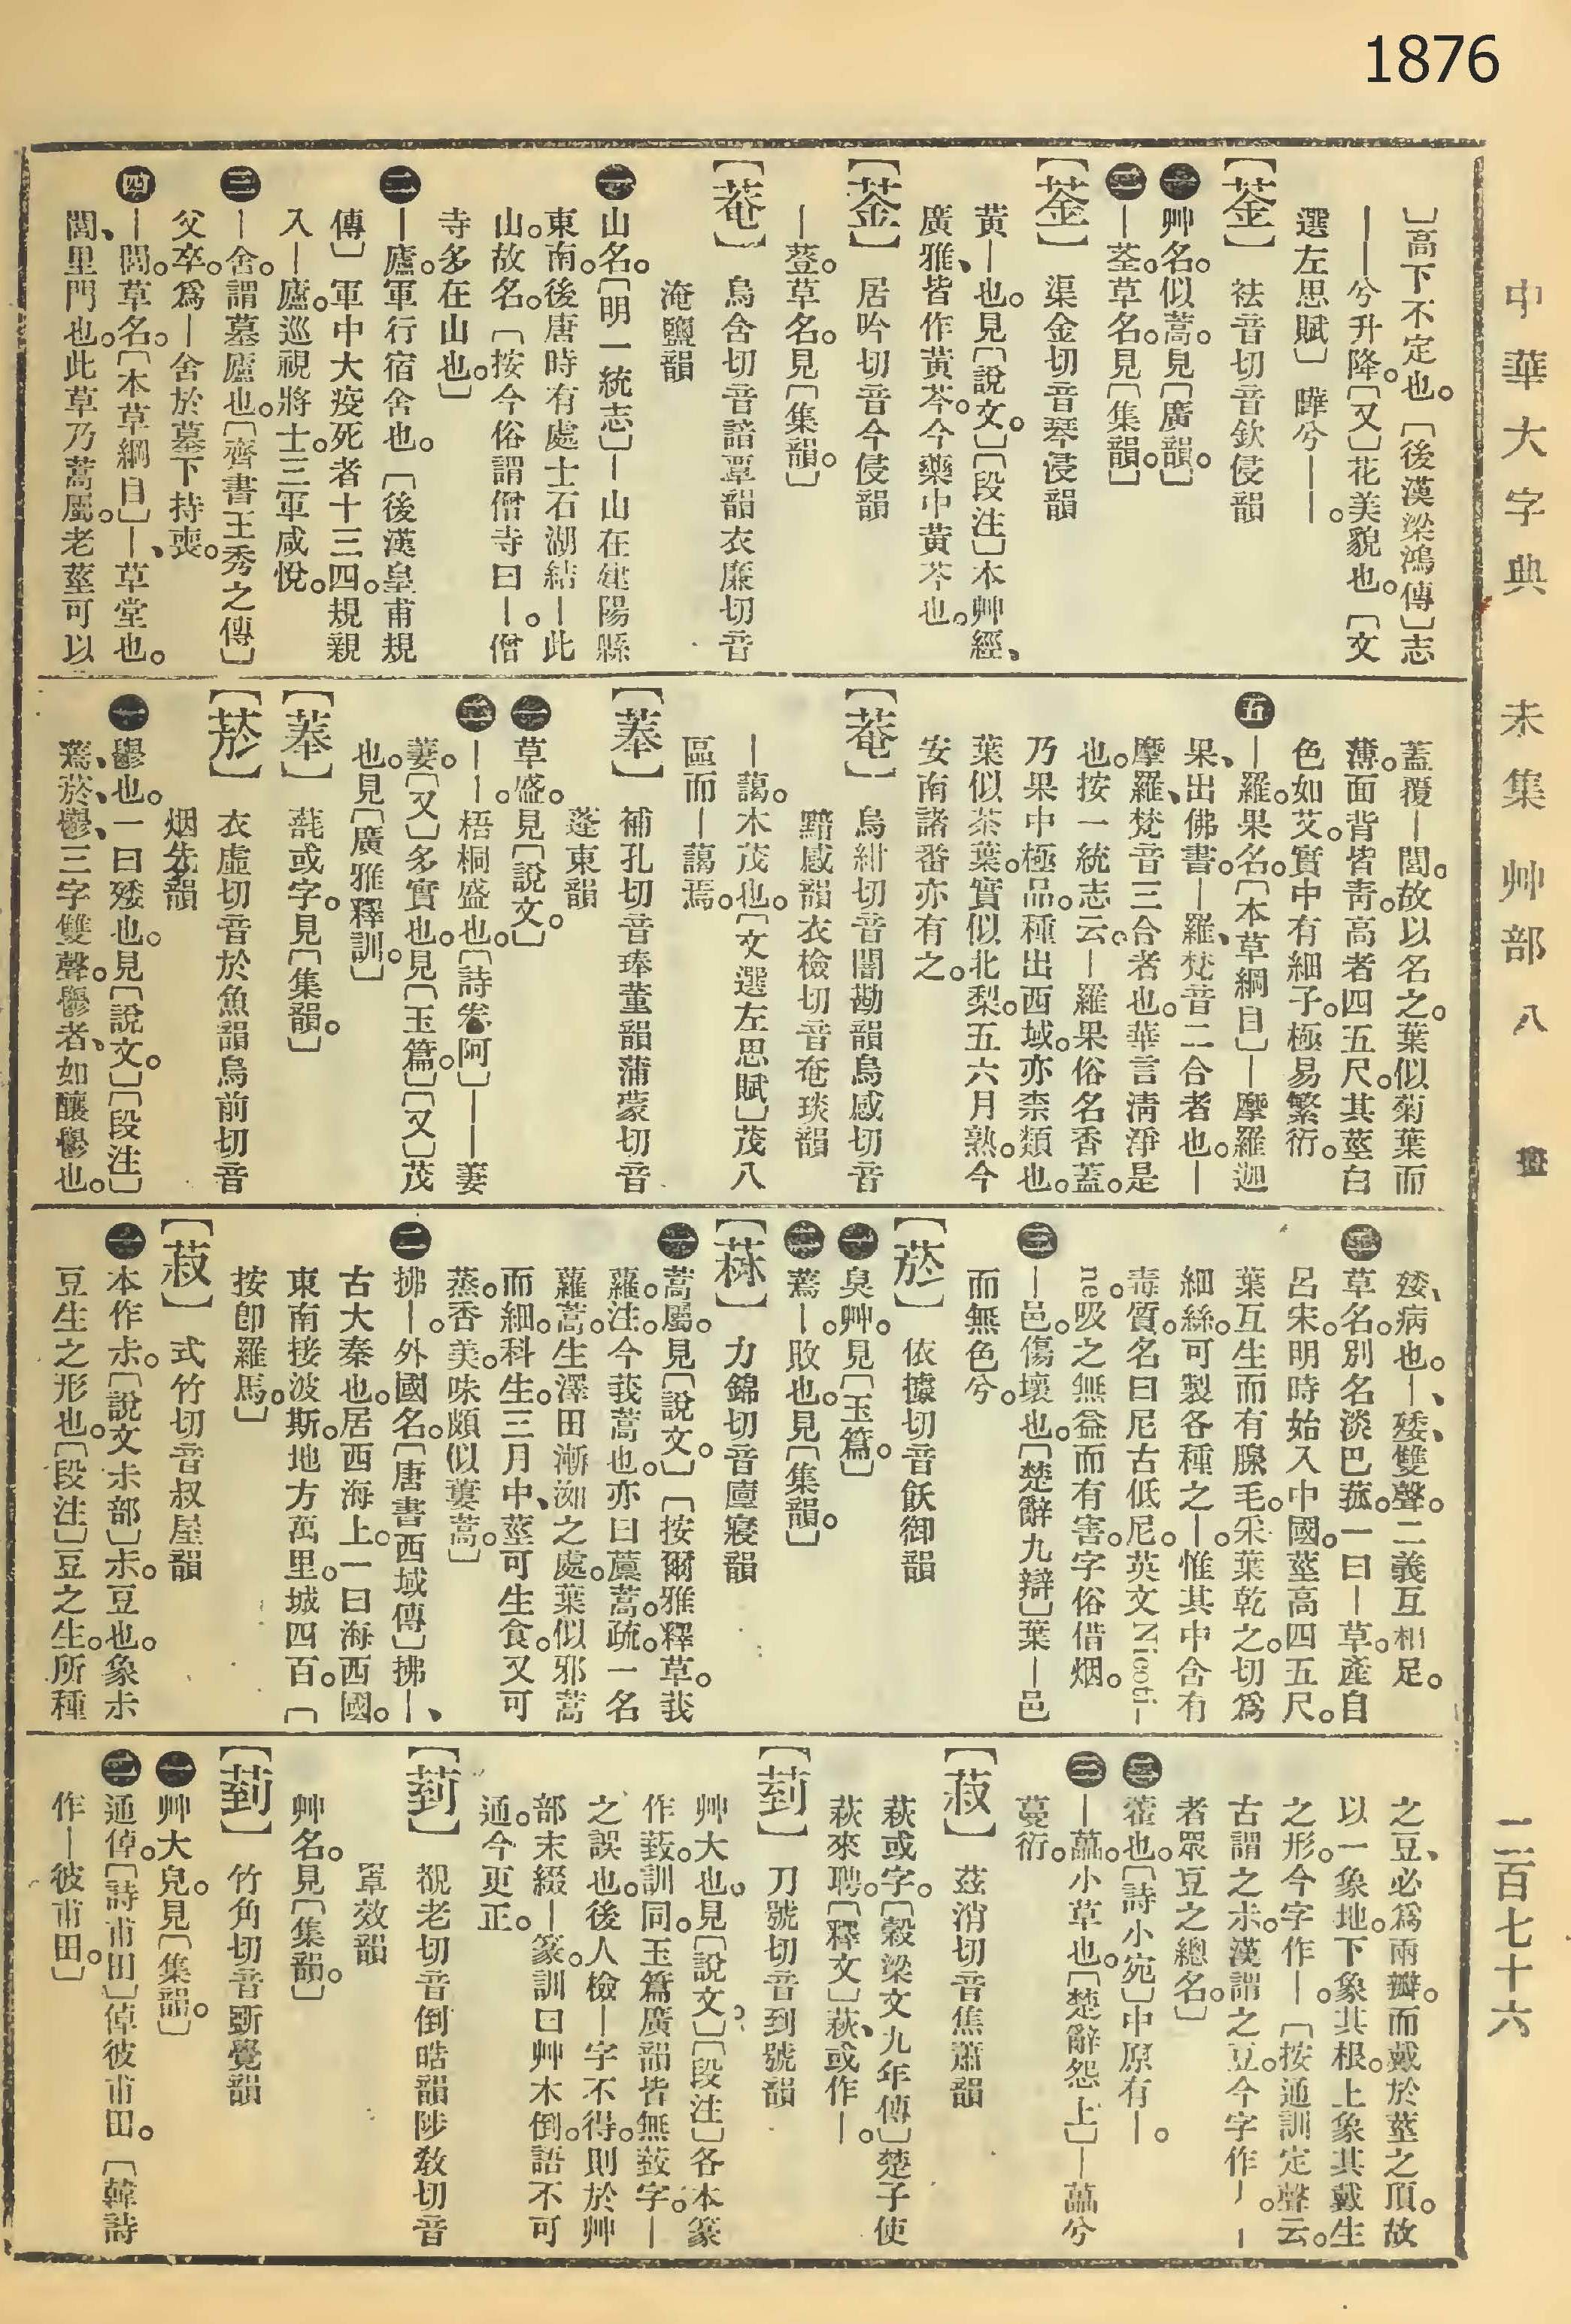 1876
中華大字典 未集 艸部 八 二百七十六
〕高下不定也。〔後漢梁鴻傳〕志
——兮升降。〔又〕花美貌也。〔文
選左思賦〕曄兮——。
【菳】祛音切音欽侵韻
㊀艸名。似蒿。見〔廣韻。〕
㊁—荃。草名。見〔集韻。〕
【菳】渠金切音琴侵韻
黃—也。見〔說文。〕〔段注〕本艸經、
廣雅、皆作黃芩。今藥中黃芩也。
【菳】居吟切音今侵韻
—䔲。草名。見〔集韻。〕
【菴】烏含切音諳覃韻衣廉切音
淹鹽韻
㊀山名。〔明一統志〕—山在建陽縣
東南。後唐時有處士石湖結—此
山。故名。〔按今俗謂僧寺曰—。僧
寺多在山也。〕
㊁—廬。軍行宿舍也。〔後漢皇甫規
傳〕軍中大疫死者十三四。規親
入—廬。巡視將士。三軍咸悅。
㊂—舍。謂墓廬也。〔齊書王秀之傳〕
父卒。爲—舍於墓下持喪。
㊃—閭。草名。〔本草綱目〕—、草堂也。
閭、里門也。此草乃蒿屬。老莖可以
蓋覆—閭。故以名之。葉似菊葉而
薄。面背皆靑。高者四五尺。其莖白
色如艾。實中有細子。極易繁衍。
㊄—羅。果名。〔本草綱目〕—摩羅迦
果、出佛書。—羅、梵音二合者也。—
摩羅、梵音三合者也。華言淸淨是
也。按一統志云。—羅果俗名香蓋。
乃果中極品。種出西域。亦柰類也。
葉似茶葉。實似北梨。五六月熟。今
安南諸番亦有之。
【菴】烏紺切音闇勘韻烏感切音
黯感韻衣檢切音奄琰韻
—藹。木茂也。〔文選左思賦〕茂八
區而—藹焉。
【菶】補孔切音琫董韻蒲蒙切音
蓬東韻
㊀草盛。見〔說文。〕
㊁——。梧桐盛也。〔詩卷阿〕——萋
萋。〔又〕多實也。見〔玉篇。〕〔又〕茂
也。見〔廣雅釋訓。〕
【菶】䒠或字。見〔集韻。〕
【菸】衣虛切音於魚韻烏前切音
烟先韻
㊀鬱也。一曰矮也。見〔說文。〕〔段注〕
蔫、菸、鬱、三字雙聲。鬱者、如釀鬱也。
矮、病也。—、矮、雙聲。二義互相足。
㊁草名。別名淡巴菰。一曰—草。產自
呂宋。明時始入中國。莖高四五尺。
葉互生而有腺毛。采葉乾之。切爲
細絲。可製各種之—。惟其中含有
毒質。名曰尼古低尼。英文Nicoti-
ne。吸之無益而有害。字俗借烟。
㊂—邑。傷壞也。〔楚辭九辯〕葉—邑
而無色兮。
【菸】依據切音飫御韻
㊀臭艸。見〔玉篇。〕
㊁蔫—。敗也。見〔集韻。〕
【菻】力錦切音廩寢韻
㊀蒿屬。見〔說文。〕〔按爾雅釋草。莪
蘿。注。今莪蒿也。亦曰藘蒿。疏。一名
蘿蒿。生澤田漸洳之處。葉似邪蒿
而細。科生。三月中、莖可生食。又可
蒸。香美。味頗似蔞蒿。〕
㊁拂—。外國名。〔唐書西域傳〕拂—、
古大秦也。居西海上。一曰海西國。
東南接波斯。地方萬里。城四百。〔
按卽羅馬。〕
【菽】式竹切音叔屋韻
㊀本作尗。〔說文尗部〕尗。豆也。象尗
豆生之形也。〔段注〕豆之生。所種
之豆、必爲兩瓣。而戴於莖之頂。故
以一象地。下象其根。上象其戴生
之形。今字作—。〔按通訓定聲云。
古謂之尗。漢謂之豆。今字作—。—
者眾豆之總名。〕
㊁藿也。〔詩小宛〕中原有—。
㊂—藟。小草也。〔楚辭怨上〕—藟兮
蔓衍。
【菽】茲消切音焦蕭韻
萩或字。〔穀梁文九年傳〕楚子使
萩來聘。〔釋文〕萩、或作—。
【菿】刀號切音到號韻
艸大也。見〔說文。〕〔段注〕各本篆
作䓸。訓同。玉篇廣韻皆無䓸字。—
之誤也。後人檢—字不得。則於艸
部末綴—篆。訓曰艸木倒。語不可
通。今更正。
【菿】覩老切音倒晧韻陟敎切音
罩效韻
艸名。見〔集韻。〕
【菿】竹角切音斲覺韻
㊀艸大皃。見〔集韻。〕
㊁通倬。〔詩甫田〕倬彼甫田。〔韓詩
作—彼甫田。〕